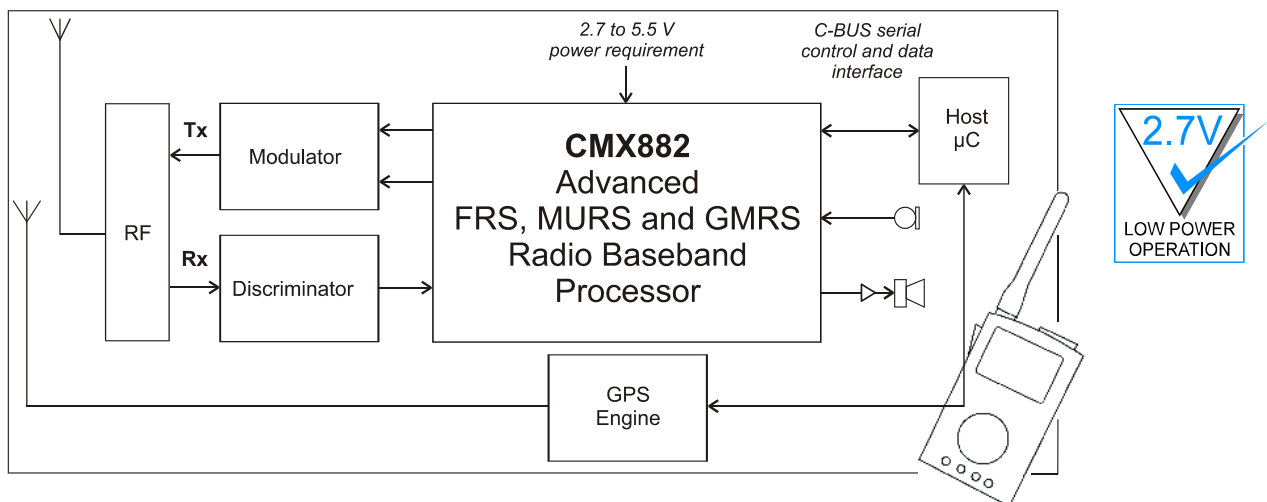 2.7 to 5.5 V
power requirement
C-BUS serial
control and data
interface
Tx
Modulator
RF
Rx
Discriminator
CMX882
Advanced
FRS, MURS and GMRS
Radio Baseband
Processor
Host
µC
GPS
Engine
2.7V
LOW POWER
OPERATION